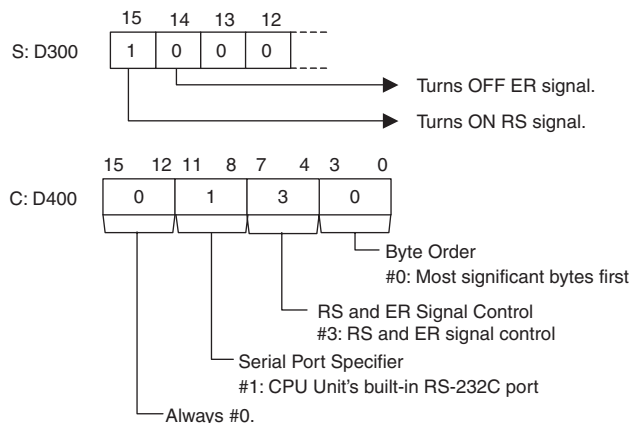 15 14 13 12
S: D300 1 0 0 0
Turns OFF ER signal.
Turns ON RS signal.
15 12 11 8 7 4 3 0
C: D400 0 1 3 0
Byte Order
#0: Most significant bytes first
RS and ER Signal Control
#3: RS and ER signal control
Serial Port Specifier
#1: CPU Unit's built-in RS-232C port
Always #0.